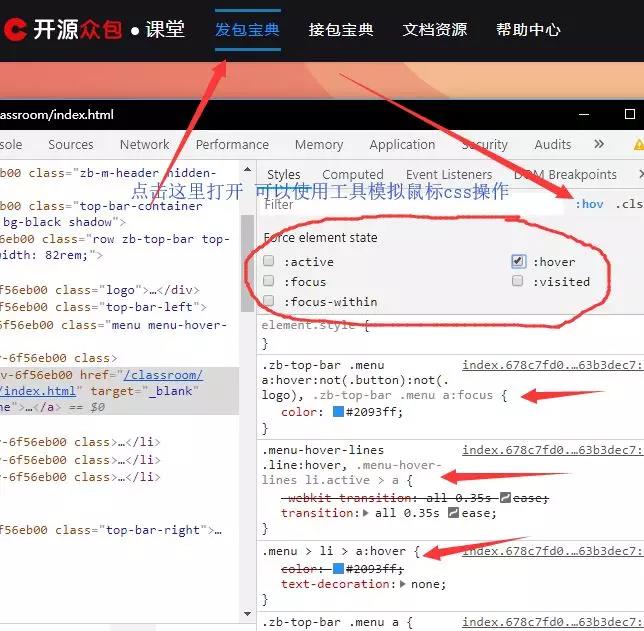 开源众包 • 课堂 发包宝典 接包宝典 文档资源 帮助中心
assroom/index.html
sole Sources Network Performance Memory Application Security Audits »
b00 class="zb-m-header hidden-
b00 class="top-bar-container
bg-black shadow">
6eb00 class="row zb-top-bar top-
width: 82rem;">
6f56eb00 class="logo">…</div>
6f56eb00 class="top-bar-left">
6f56eb00 class="menu menu-hover-
v-6f56eb00 class>
v-6f56eb00 href="/classroom/
/index.html" target="_blank"
ne">…</a> == $0
v-6f56eb00 class>…</li>
v-6f56eb00 class>…</li>
v-6f56eb00 class>…</li>
6f56eb00 class="top-bar-right">…
点击这里打开 可以使用工具模拟鼠标css操作
Styles Computed Event Listeners DOM Breakpoints
Filter :hov .cls
Force element state
:active :hover
:focus :visited
:focus-within
element.style {
}
.zb-top-bar .menu index.678c7fd0.…63b3dec7:
a:hover:not(.button):not(.
logo), .zb-top-bar .menu a:focus {
color: #2093ff;
}
.menu-hover-lines index.678c7fd0.…63b3dec7:
.line:hover, .menu-hover-
lines li.active > a {
-webkit-transition: all 0.35s ease;
transition: all 0.35s ease;
}
.menu > li > a:hover { index.678c7fd0.…63b3dec7:
color: #2093ff;
text-decoration: none;
}
.zb-top-bar .menu a { index.678c7fd0.…63b3dec7: